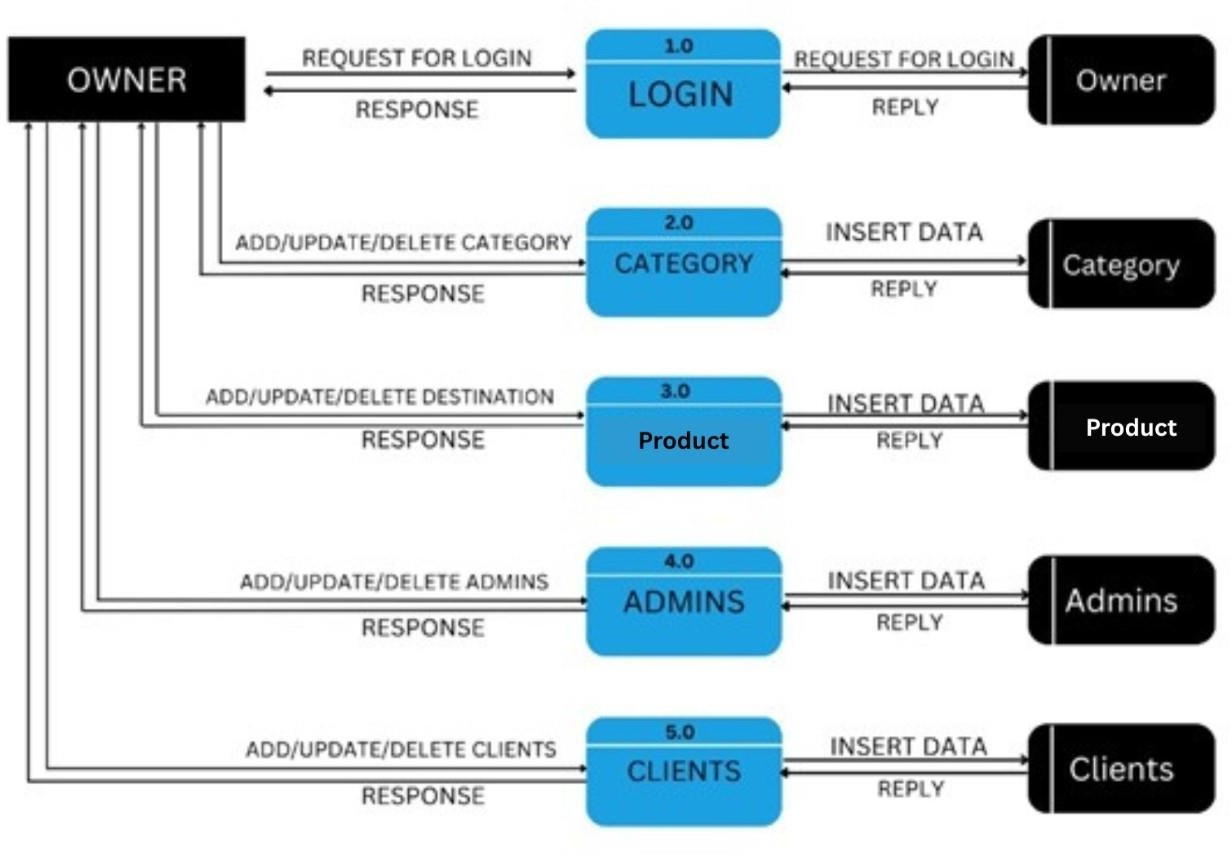 OWNER
REQUEST FOR LOGIN
RESPONSE
1.0
LOGIN
REQUEST FOR LOGIN
REPLY
Owner
ADD/UPDATE/DELETE CATEGORY
RESPONSE
2.0
CATEGORY
INSERT DATA
REPLY
Category
ADD/UPDATE/DELETE DESTINATION
RESPONSE
3.0
Product
INSERT DATA
REPLY
Product
ADD/UPDATE/DELETE ADMINS
RESPONSE
4.0
ADMINS
INSERT DATA
REPLY
Admins
ADD/UPDATE/DELETE CLIENTS
RESPONSE
5.0
CLIENTS
INSERT DATA
REPLY
Clients